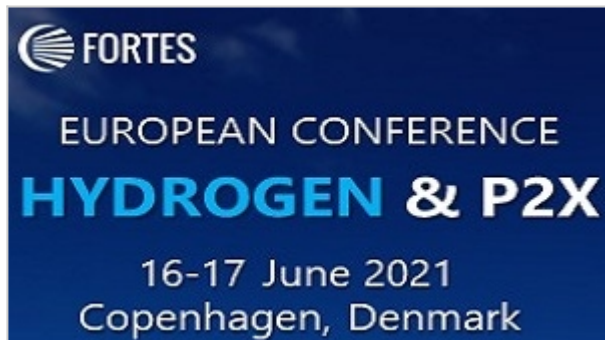 FORTES
EUROPEAN CONFERENCE
HYDROGEN & P2X
16-17 June 2021
Copenhagen, Denmark